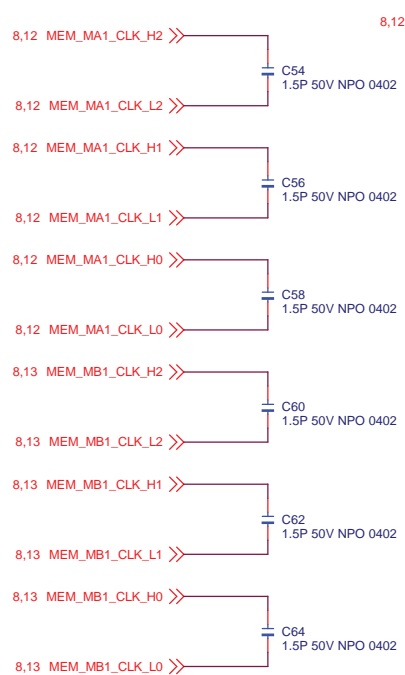 8,12
8,12 MEM_MA1_CLK_H2
C54
1.5P 50V NPO 0402
8,12 MEM_MA1_CLK_L2
8,12 MEM_MA1_CLK_H1
C56
1.5P 50V NPO 0402
8,12 MEM_MA1_CLK_L1
8,12 MEM_MA1_CLK_H0
C58
1.5P 50V NPO 0402
8,12 MEM_MA1_CLK_L0
8,13 MEM_MB1_CLK_H2
C60
1.5P 50V NPO 0402
8,13 MEM_MB1_CLK_L2
8,13 MEM_MB1_CLK_H1
C62
1.5P 50V NPO 0402
8,13 MEM_MB1_CLK_L1
8,13 MEM_MB1_CLK_H0
C64
1.5P 50V NPO 0402
8,13 MEM_MB1_CLK_L0